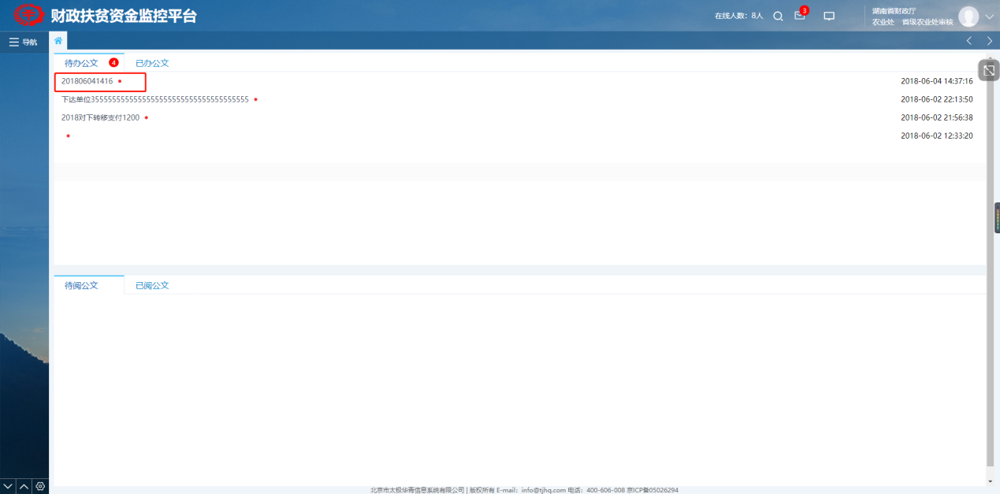 财政扶贫资金监控平台
在线人数：8人
3
湖南省财政厅
农业处 省级农业处审核
导航
待办公文 4 已办公文
201806041416 2018-06-04 14:37:16
下达单位3555555555555555555555555555555555555 2018-06-02 22:13:50
2018对下转移支付1200 2018-06-02 21:56:38
2018-06-02 12:33:20
待阅公文 已阅公文
北京市太极华青信息系统有限公司 | 版权所有 E-mail：info@tjhq.com 电话：400-606-008 京ICP备05026294